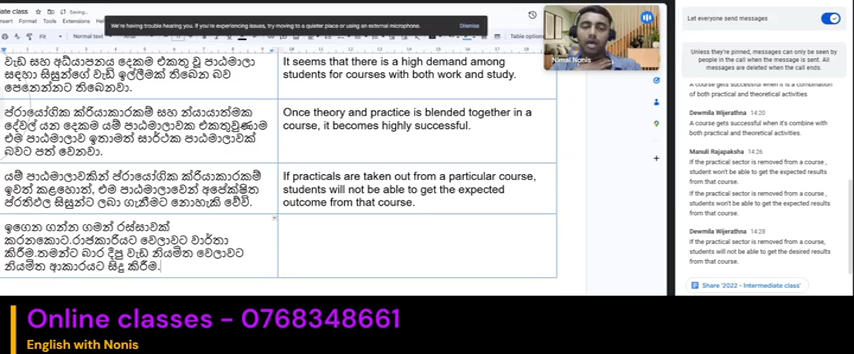 ate class
Saving...
We're having trouble hearing you. If you're experiencing issues, try moving to a quieter place or using an external microphone.
Dismiss
Format Tools Extensions
Fit
Normal text
Table options
වැඩ සහ අධ්‍යාපනය දෙකම එකතු වූ පාඨමාලා
සඳහා සිසුන්ගේ වැඩි ඉල්ලීමක් තිබෙන බව
පෙනෙන්නට තිබෙනවා.
It seems that there is a high demand among
students for courses with both work and study.
ප්රායෝගික ක්රියාකාරකම් සහ න්යායාත්මක
දේවල් යන දෙකම යම් පාඨමාලාවක එකතුවුණාම
එම පාඨමාලාව ඉතාමත් සාර්ථක පාඨමාලාවක්
බවට පත් වෙනවා.
Once theory and practice is blended together in a
course, it becomes highly successful.
යම් පාඨමාලාවකින් ප්රායෝගික ක්රියාකාරකම්
ඉවත් කළහොත්, එම පාඨමාලාවෙන් අපේක්ෂිත
ප්රතිඵල සිසුන්ට ලබා ගැනීමට නොහැකි වේවි.
If practicals are taken out from a particular course,
students will not be able to get the expected
outcome from that course.
ඉගෙන ගන්න ගමන් රස්සාවක්
කරනකොට.රාජකාරියට වෙලාවට වාර්තා
කිරීම.තමන්ට බාර දීපු වැඩ නියමිත වෙලාවට
නියමිත ආකාරයට සිදු කිරීම.
Nimal Nonis
Let everyone send messages
Unless they're pinned, messages can only be seen by
people in the call when the message is sent. All
messages are deleted when the call ends.
A course gets successful when it is a combination
of both practical and theoretical activities
Dewmila Wijerathna 14:20
A course gets successful when it's combine with
both practical and theoretical activities.
Manuli Rajapaksha 14:26
If the practical sector is removed from a course ,
student won't be able to get the expected results
from that course.
If the practical sector is removed from a course ,
students won't be able to get the expected results
from that course.
Dewmila Wijerathna 14:28
If the practical sector is removed from a course,
students will not be able to get the desired results
from that course.
Share '2022 - Intermediate class'
Online classes - 0768348661
English with Nonis